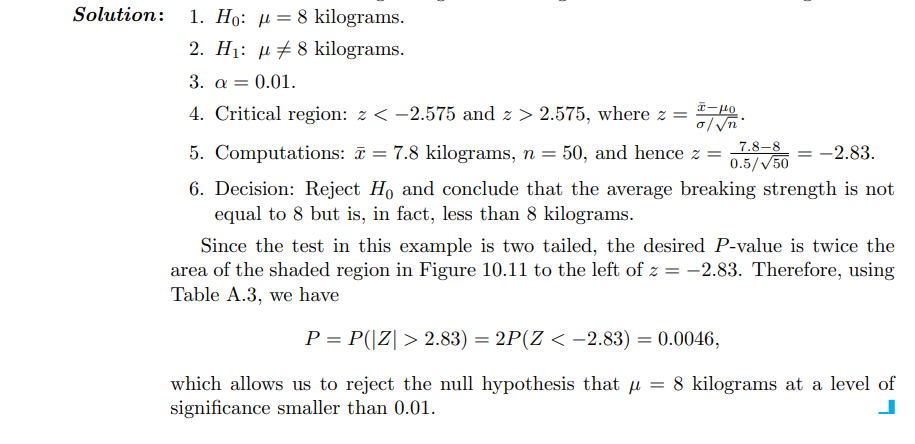 Solution: 1. H₀: μ = 8 kilograms.
2. H₁: μ ≠ 8 kilograms.
3. α = 0.01.
4. Critical region: z < −2.575 and z > 2.575, where z = (x̄−μ₀)/(σ/√n).
5. Computations: x̄ = 7.8 kilograms, n = 50, and hence z = (7.8−8)/(0.5/√50) = −2.83.
6. Decision: Reject H₀ and conclude that the average breaking strength is not
equal to 8 but is, in fact, less than 8 kilograms.
Since the test in this example is two tailed, the desired P-value is twice the
area of the shaded region in Figure 10.11 to the left of z = −2.83. Therefore, using
Table A.3, we have
P = P(|Z| > 2.83) = 2P(Z < −2.83) = 0.0046,
which allows us to reject the null hypothesis that μ = 8 kilograms at a level of
significance smaller than 0.01.